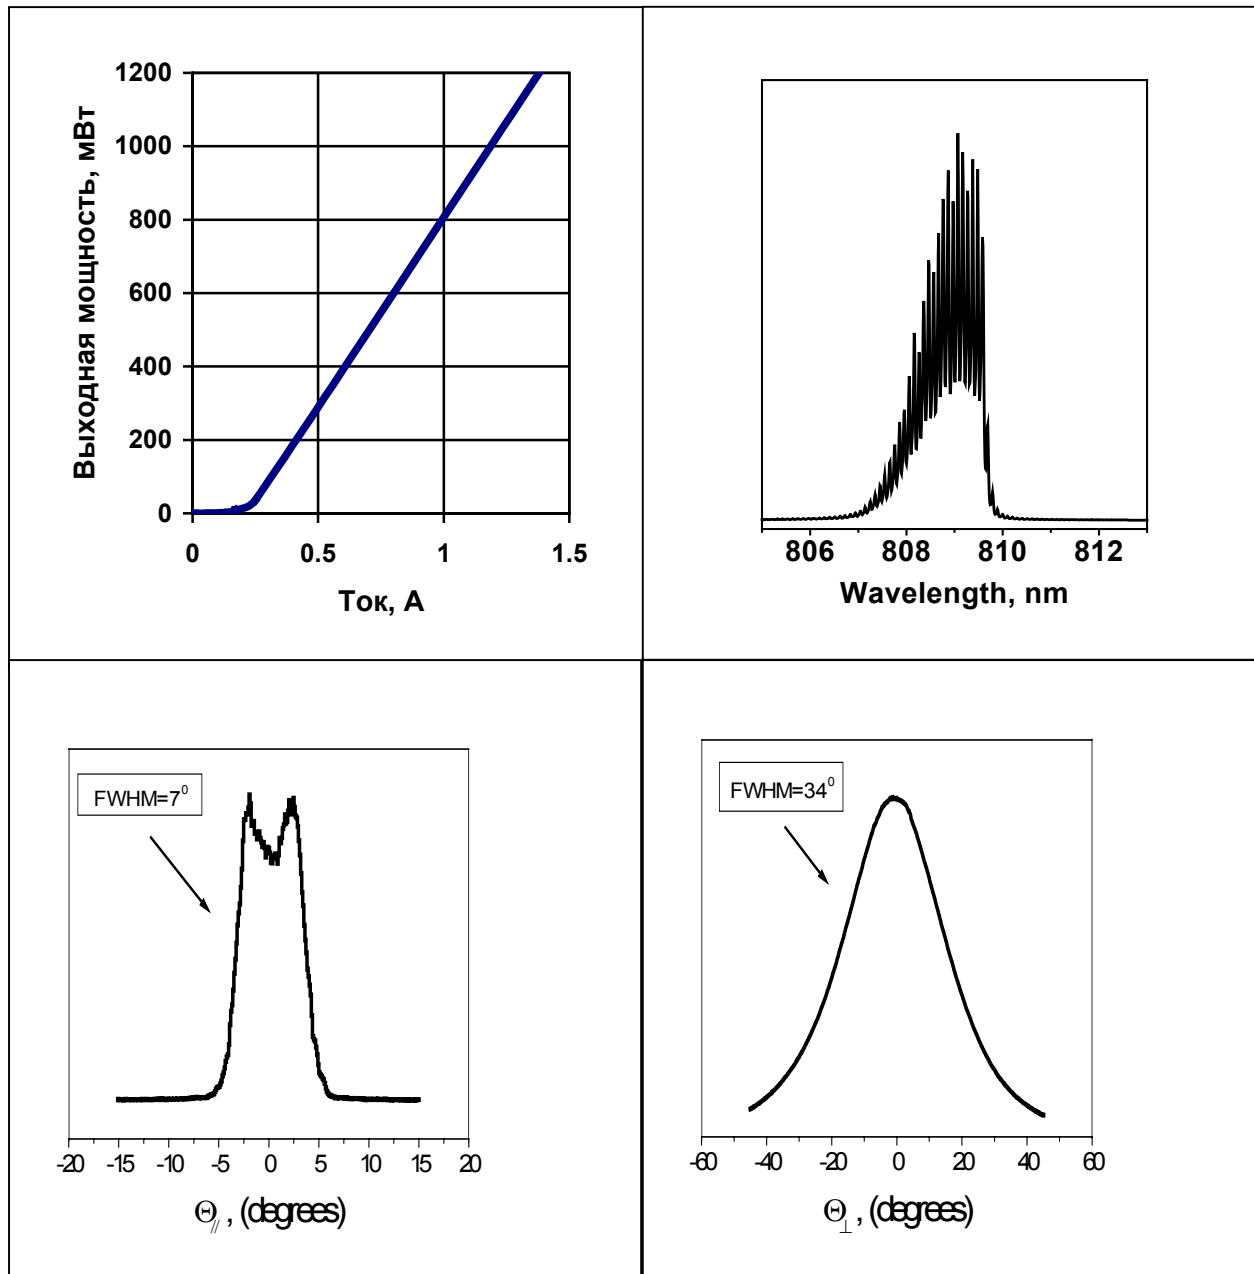 1200
1000
800
600
400
200
0
Выходная мощность, мВт
0 0.5 1 1.5
Ток, А
806 808 810 812
Wavelength, nm
FWHM=7⁰
-20 -15 -10 -5 0 5 10 15 20
Θ//, (degrees)
FWHM=34⁰
-60 -40 -20 0 20 40 60
Θ⊥, (degrees)